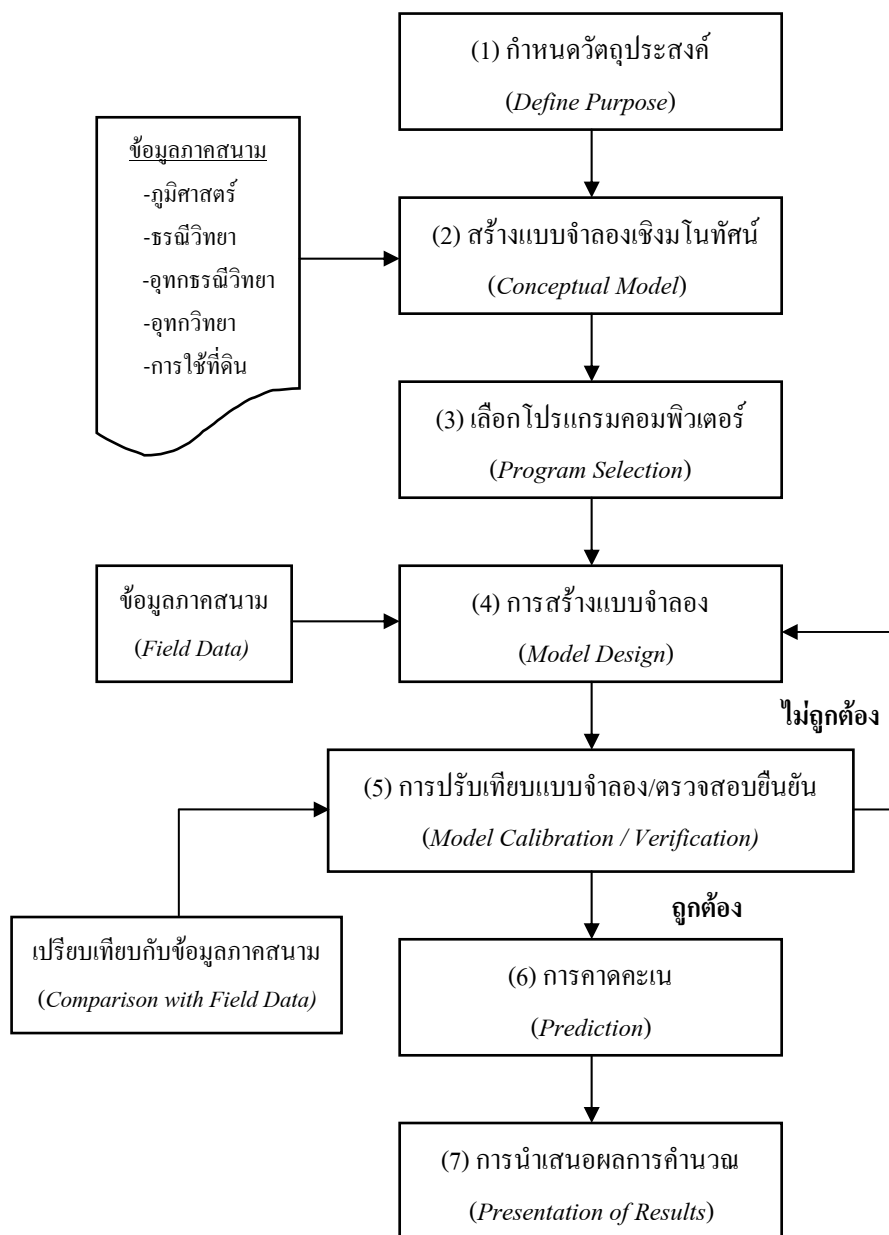 (1) กำหนดวัตถุประสงค์
(Define Purpose)
ข้อมูลภาคสนาม
-ภูมิศาสตร์
-ธรณีวิทยา
-อุทกธรณีวิทยา
-อุทกวิทยา
-การใช้ที่ดิน
(2) สร้างแบบจำลองเชิงมโนทัศน์
(Conceptual Model)
(3) เลือกโปรแกรมคอมพิวเตอร์
(Program Selection)
ข้อมูลภาคสนาม
(Field Data)
(4) การสร้างแบบจำลอง
(Model Design)
ไม่ถูกต้อง
(5) การปรับเทียบแบบจำลอง/ตรวจสอบยืนยัน
(Model Calibration / Verification)
ถูกต้อง
เปรียบเทียบกับข้อมูลภาคสนาม
(Comparison with Field Data)
(6) การคาดคะเน
(Prediction)
(7) การนำเสนอผลการคำนวณ
(Presentation of Results)